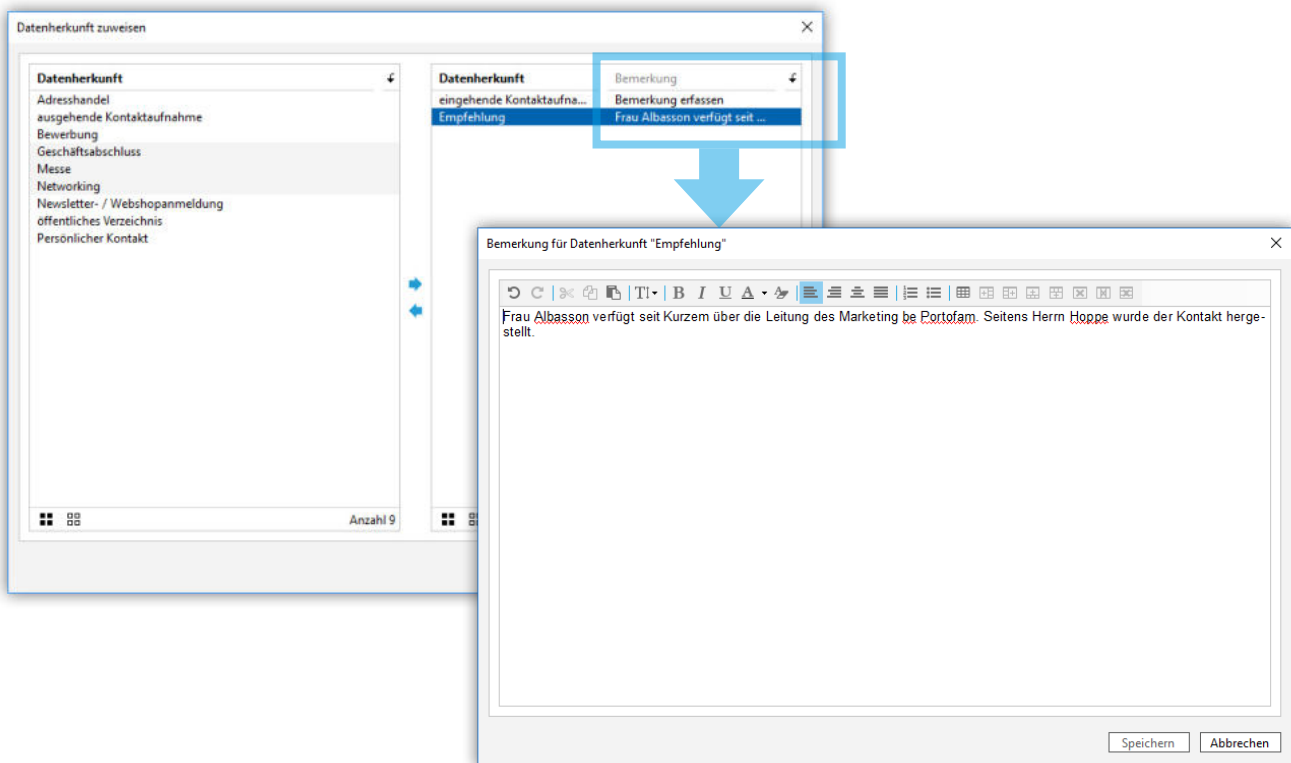 Datenherkunft zuweisen
Datenherkunft
Adresshandel
ausgehende Kontaktaufnahme
Bewerbung
Geschäftsabschluss
Messe
Networking
Newsletter- / Webshopanmeldung
öffentliches Verzeichnis
Persönlicher Kontakt
Anzahl 9
Datenherkunft Bemerkung
eingehende Kontaktaufna... Bemerkung erfassen
Empfehlung Frau Albasson verfügt seit ...
Bemerkung für Datenherkunft "Empfehlung"
Frau Albasson verfügt seit Kurzem über die Leitung des Marketing be Portofam. Seitens Herrn Hoppe wurde der Kontakt herge-
stellt.
Speichern Abbrechen